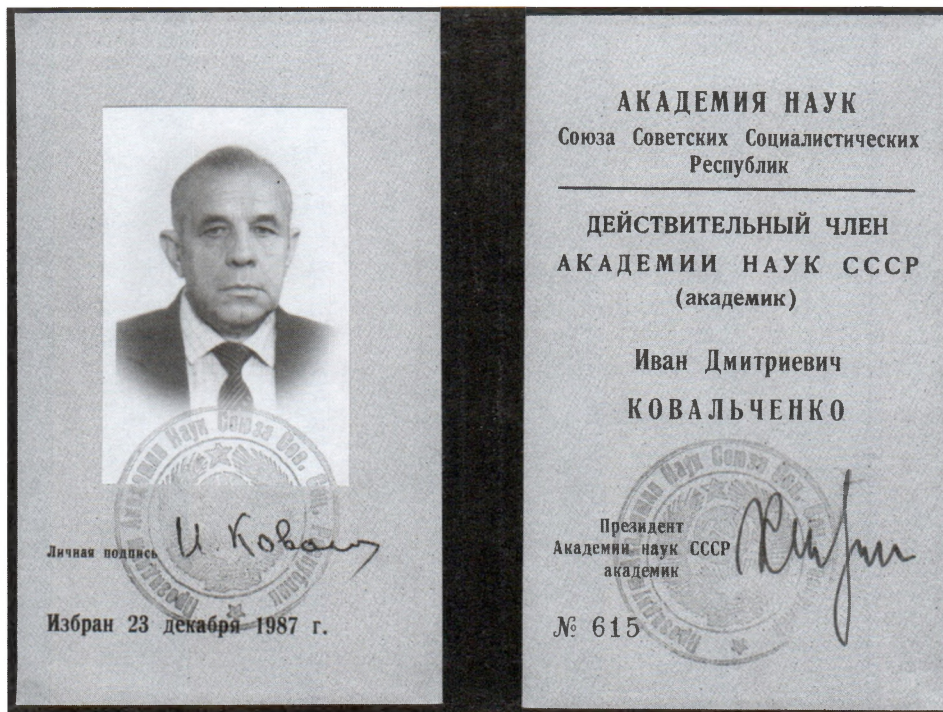 Личная подпись И. Ковал
Избран 23 декабря 1987 г.
АКАДЕМИЯ НАУК
Союза Советских Социалистических
Республик
ДЕЙСТВИТЕЛЬНЫЙ ЧЛЕН
АКАДЕМИИ НАУК СССР
(академик)
Иван Дмитриевич
КОВАЛЬЧЕНКО
Президент
Академии наук СССР
академик
№ 615